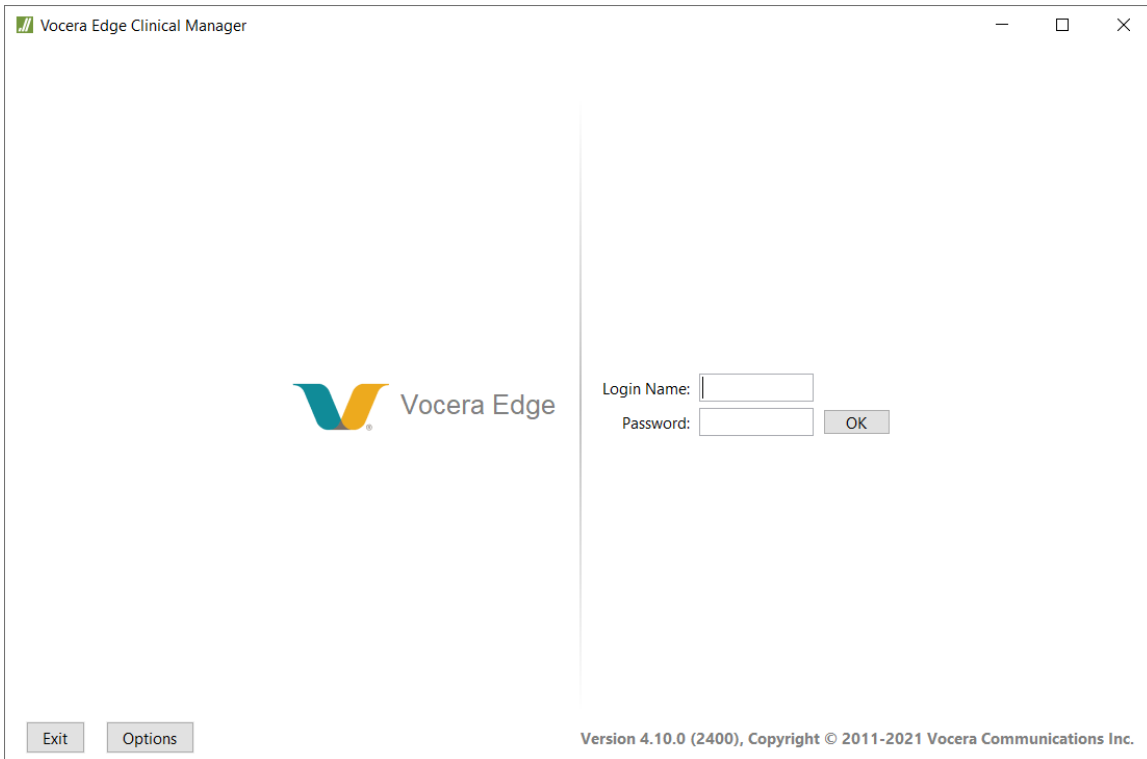 Vocera Edge Clinical Manager
Vocera Edge
®
Login Name:
Password:
OK
Exit
Options
Version 4.10.0 (2400), Copyright © 2011-2021 Vocera Communications Inc.